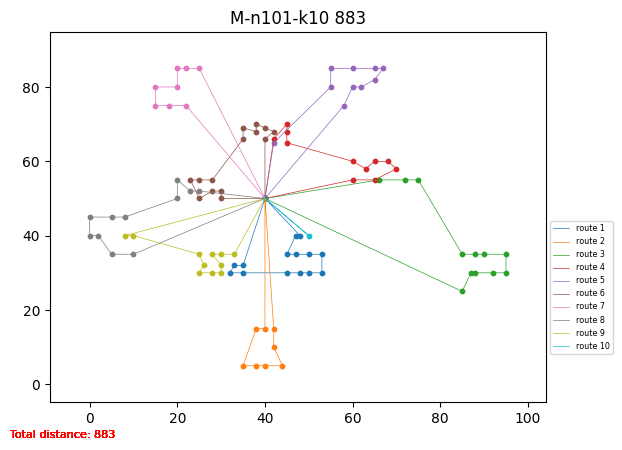 M-n101-k10 883
80
60
40
20
0
0 20 40 60 80 100
route 1
route 2
route 3
route 4
route 5
route 6
route 7
route 8
route 9
route 10
Total distance: 883